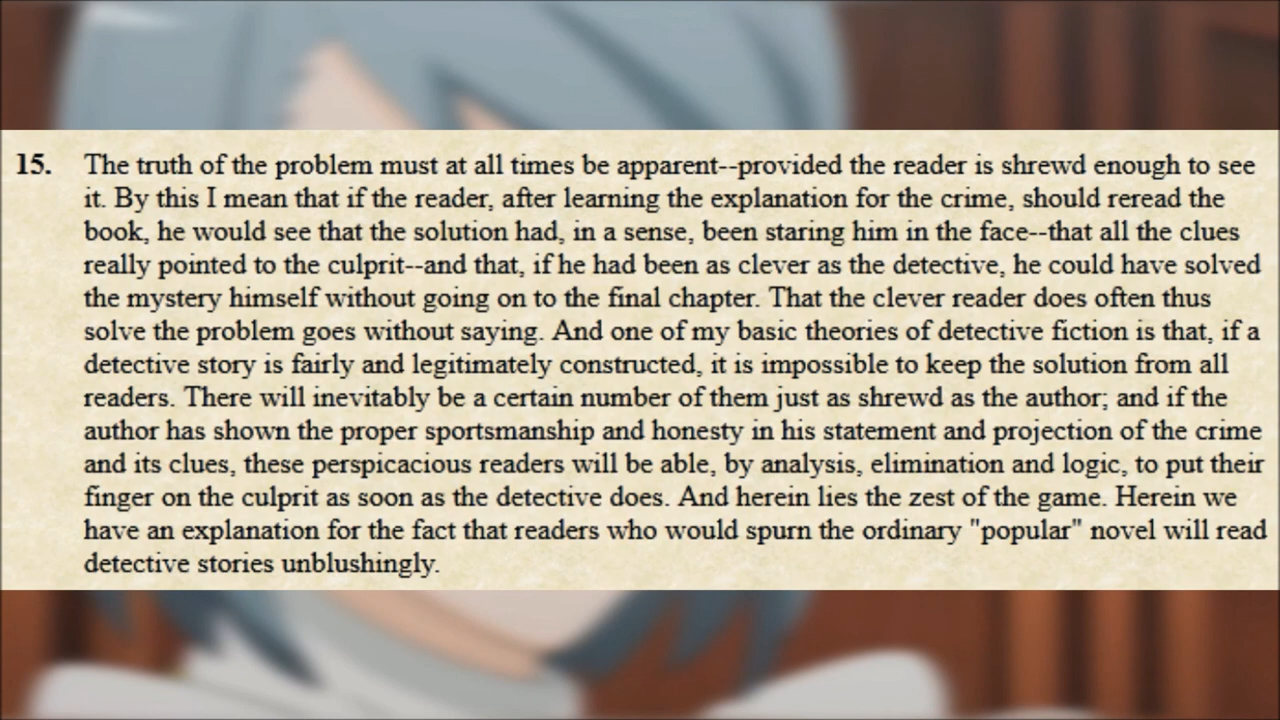 15. The truth of the problem must at all times be apparent--provided the reader is shrewd enough to see
it. By this I mean that if the reader, after learning the explanation for the crime, should reread the
book, he would see that the solution had, in a sense, been staring him in the face--that all the clues
really pointed to the culprit--and that, if he had been as clever as the detective, he could have solved
the mystery himself without going on to the final chapter. That the clever reader does often thus
solve the problem goes without saying. And one of my basic theories of detective fiction is that, if a
detective story is fairly and legitimately constructed, it is impossible to keep the solution from all
readers. There will inevitably be a certain number of them just as shrewd as the author; and if the
author has shown the proper sportsmanship and honesty in his statement and projection of the crime
and its clues, these perspicacious readers will be able, by analysis, elimination and logic, to put their
finger on the culprit as soon as the detective does. And herein lies the zest of the game. Herein we
have an explanation for the fact that readers who would spurn the ordinary "popular" novel will read
detective stories unblushingly.